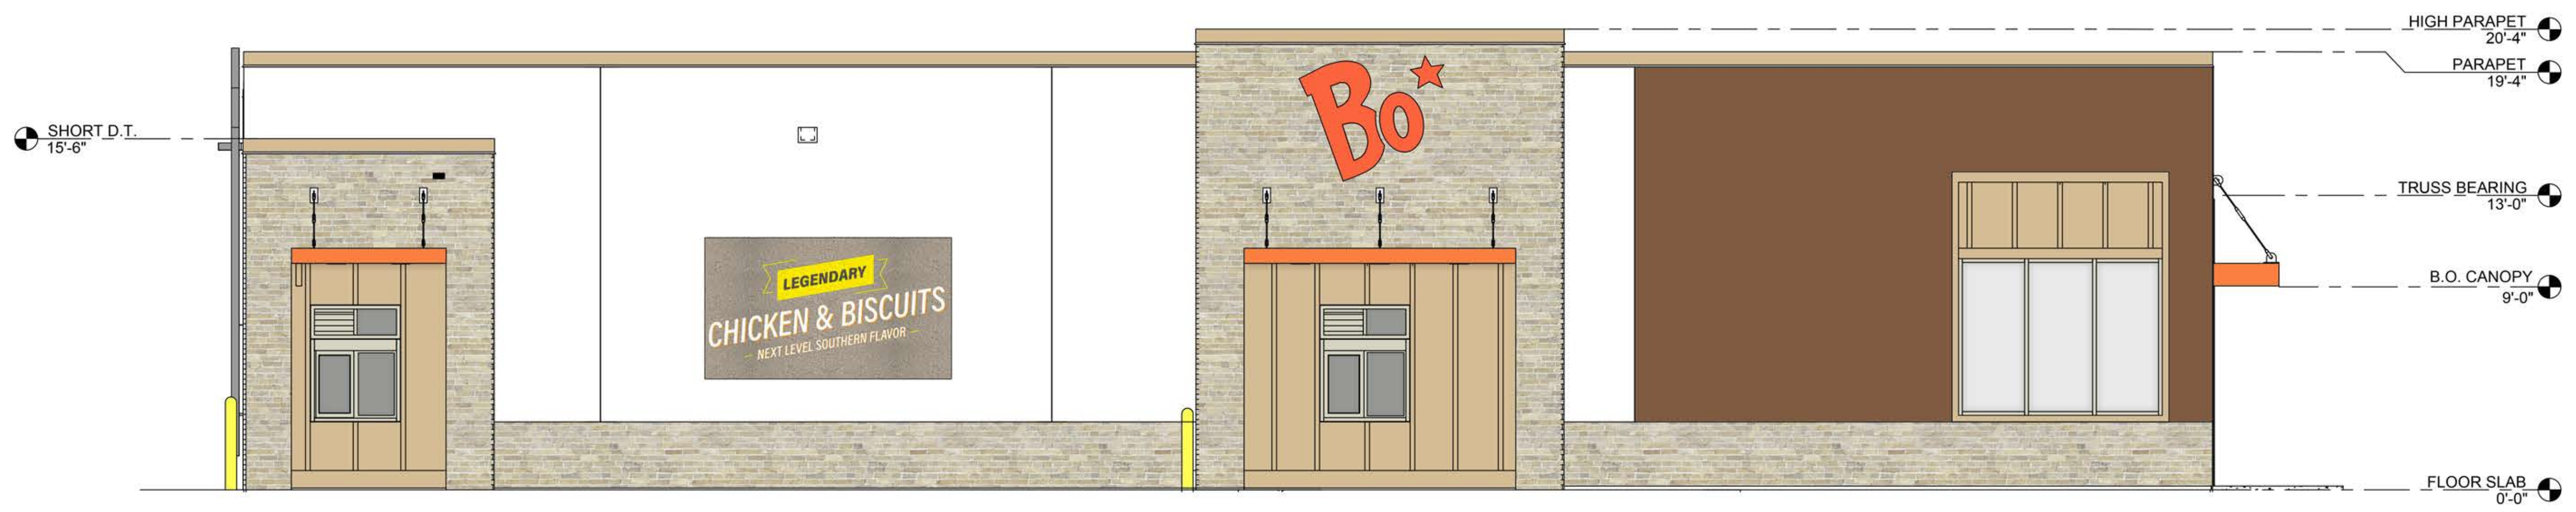 HIGH PARAPET
20'-4"
PARAPET
19'-4"
SHORT D.T.
15'-6"
Bo
TRUSS BEARING
13'-0"
LEGENDARY
CHICKEN & BISCUITS
NEXT LEVEL SOUTHERN FLAVOR
B.O. CANOPY
9'-0"
FLOOR SLAB
0'-0"